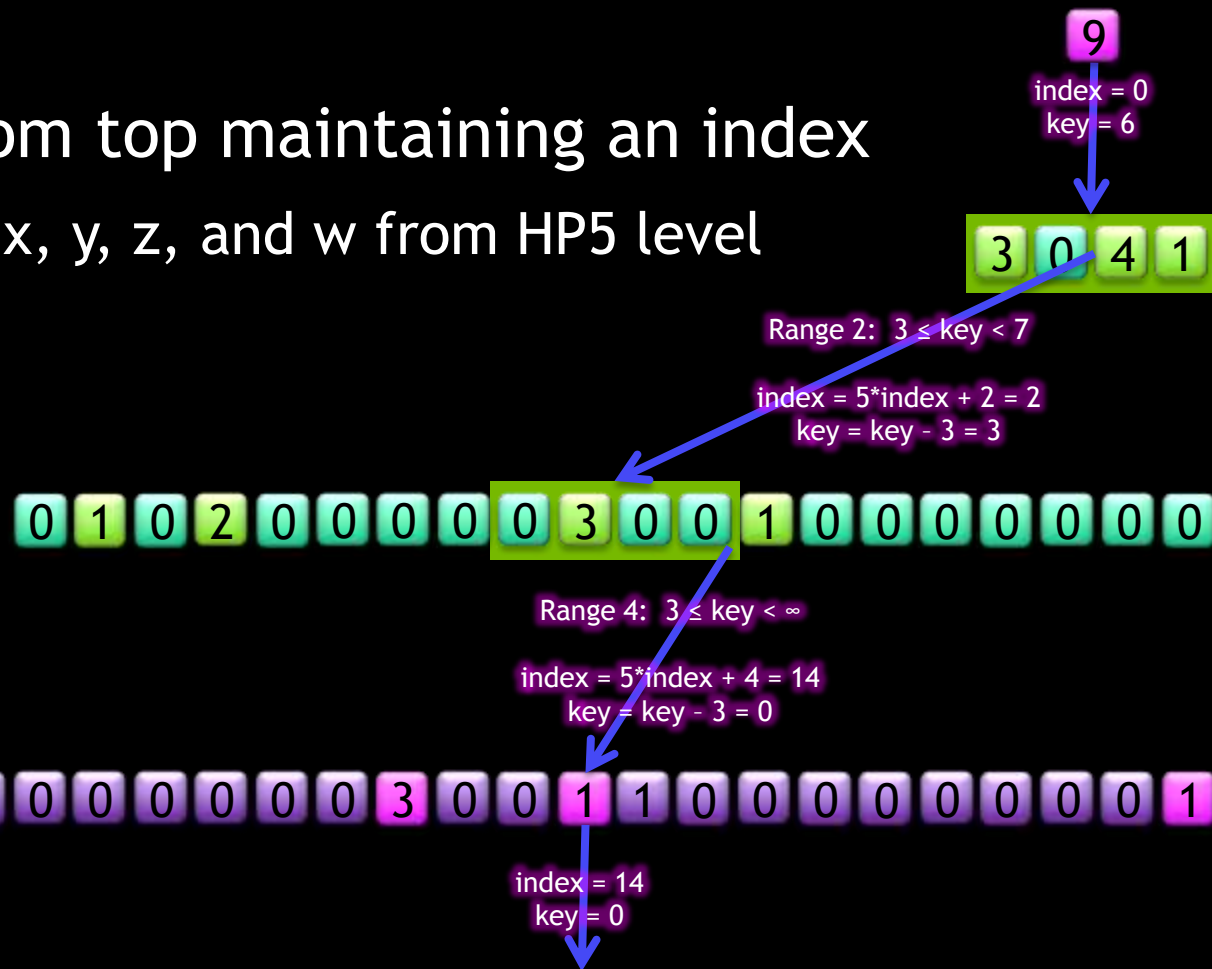 9
index = 0
key = 6
om top maintaining an index
x, y, z, and w from HP5 level
3 0 4 1
Range 2: 3 ≤ key < 7
index = 5*index + 2 = 2
key = key – 3 = 3
0 1 0 2 0 0 0 0 0 3 0 0 1 0 0 0 0 0 0 0
Range 4: 3 ≤ key < ∞
index = 5*index + 4 = 14
key = key – 3 = 0
0 0 0 0 0 0 3 0 0 1 1 0 0 0 0 0 0 0 0 1
index = 14
key = 0